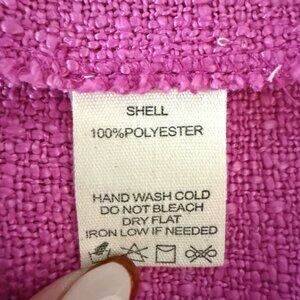 SHELL
100%POLYESTER
HAND WASH COLD
DO NOT BLEACH
DRY FLAT
IRON LOW IF NEEDED